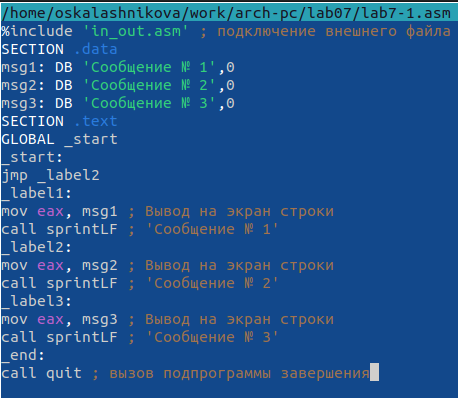 /home/oskalashnikova/work/arch-pc/lab07/lab7-1.asm
%include 'in_out.asm' ; подключение внешнего файла
SECTION .data
msg1: DB 'Сообщение № 1',0
msg2: DB 'Сообщение № 2',0
msg3: DB 'Сообщение № 3',0
SECTION .text
GLOBAL _start
_start:
jmp _label2
_label1:
mov eax, msg1 ; Вывод на экран строки
call sprintLF ; 'Сообщение № 1'
_label2:
mov eax, msg2 ; Вывод на экран строки
call sprintLF ; 'Сообщение № 2'
_label3:
mov eax, msg3 ; Вывод на экран строки
call sprintLF ; 'Сообщение № 3'
_end:
call quit ; вызов подпрограммы завершения